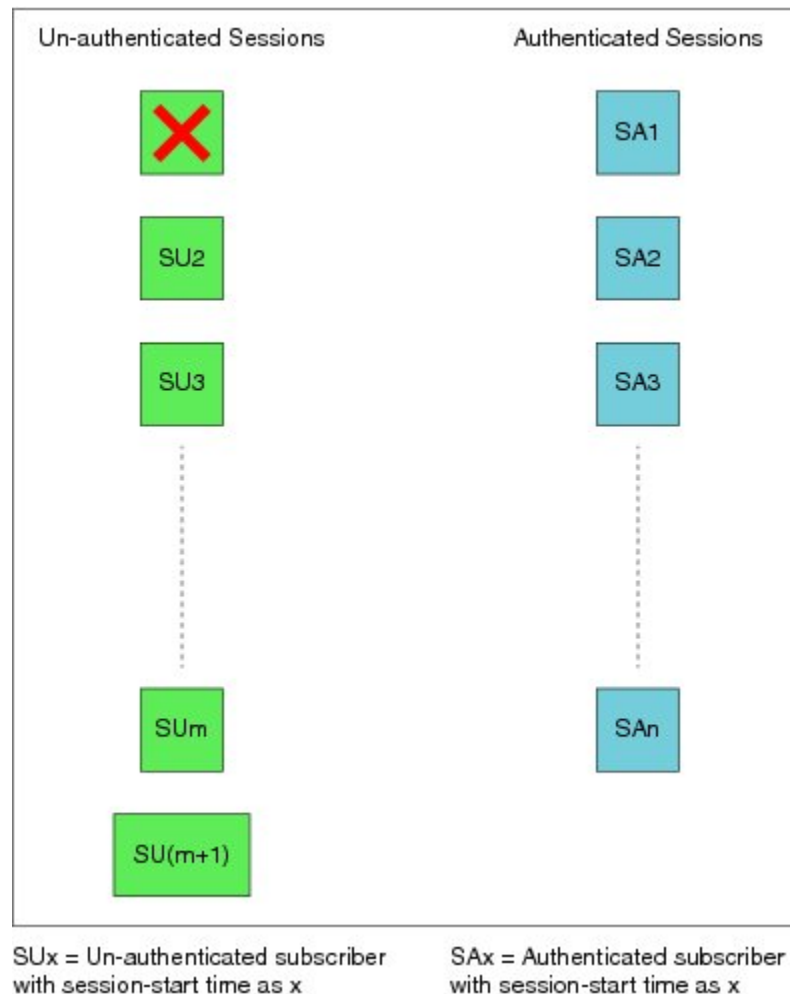 Un-authenticated Sessions
Authenticated Sessions
SA1
SU2
SA2
SU3
SA3
SUm
SAn
SU(m+1)
SUx = Un-authenticated subscriber
with session-start time as x
SAx = Authenticated subscriber
with session-start time as x